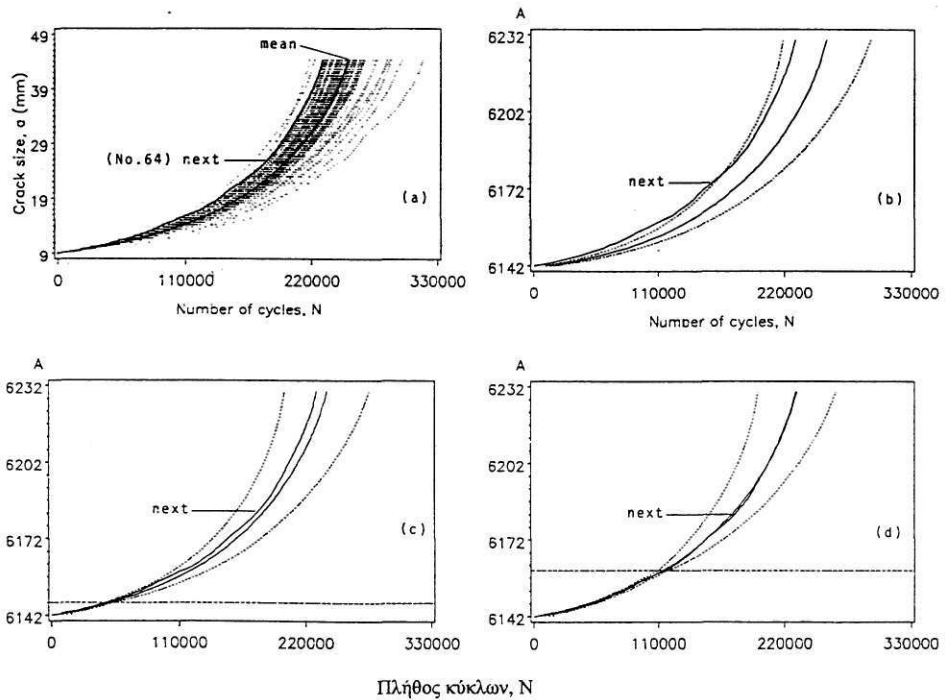 49
39
29
19
9
Crack size, a (mm)
mean
(No.64) next
(a)
0 110000 220000 330000
Number of cycles, N
A
6232
6202
6172
6142
next
(b)
0 110000 220000 330000
Number of cycles, N
A
6232
6202
6172
6142
next
(c)
0 110000 220000 330000
A
6232
6202
6172
6142
next
(d)
0 110000 220000 330000
Πλήθος κύκλων, N